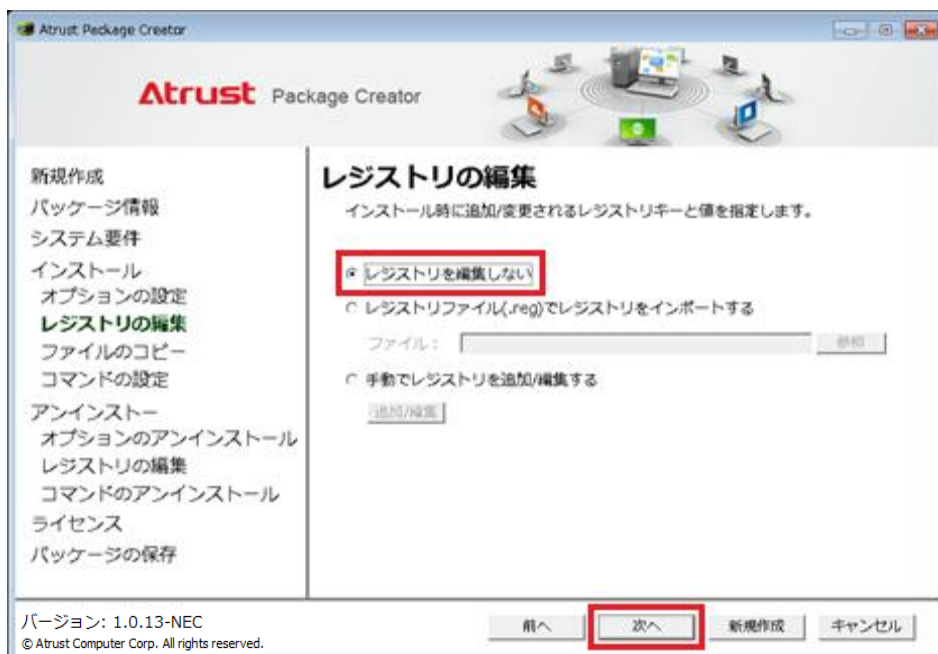 Atrust Package Creator
Atrust Package Creator
新規作成
パッケージ情報
システム要件
インストール
オプションの設定
レジストリの編集
ファイルのコピー
コマンドの設定
アンインストー
オプションのアンインストール
レジストリの編集
コマンドのアンインストール
ライセンス
パッケージの保存
レジストリの編集
インストール時に追加/変更されるレジストリキーと値を指定します。
レジストリを編集しない
レジストリファイル(.reg)でレジストリをインポートする
ファイル： 参照
手動でレジストリを追加/編集する
追加/編集
バージョン: 1.0.13-NEC
© Atrust Computer Corp. All rights reserved.
前へ 次へ 新規作成 キャンセル